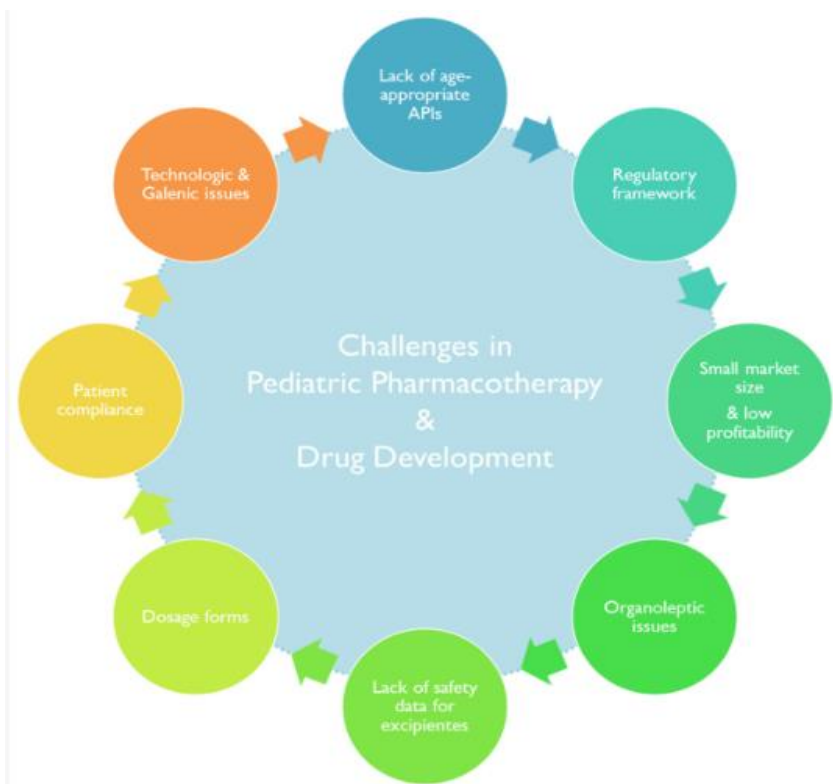 Lack of age-
appropriate
APIs
Regulatory
framework
Small market
size
& low
profitability
Organoleptic
issues
Lack of safety
data for
excipientes
Dosage forms
Patient
compliance
Technologic &
Galenic issues
Challenges in
Pediatric Pharmacotherapy
&
Drug Development